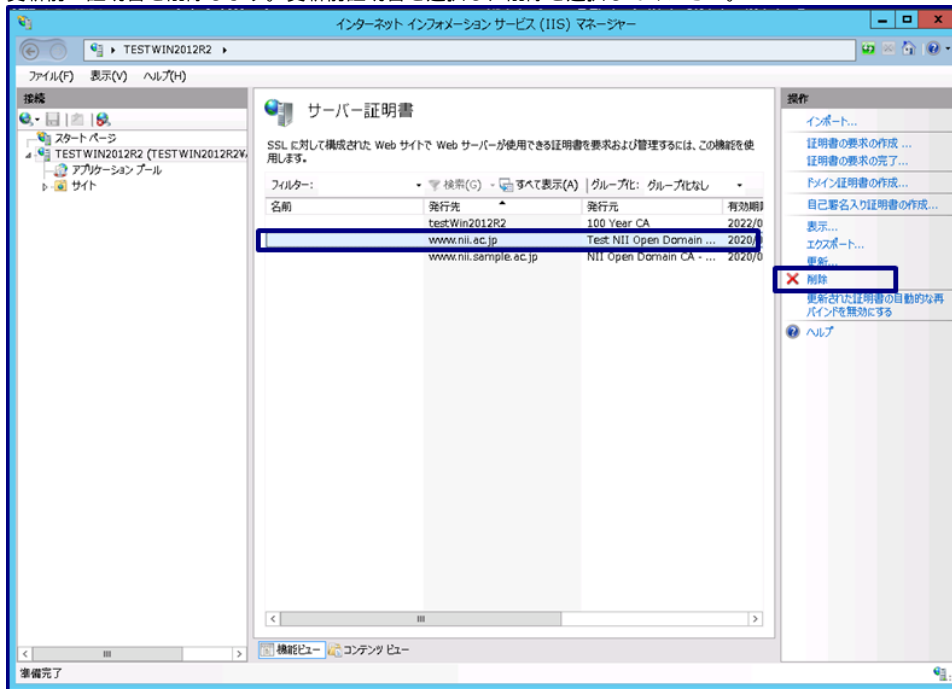 インターネット インフォメーション サービス (IIS) マネージャー
TESTWIN2012R2
ファイル(F) 表示(V) ヘルプ(H)
接続
スタート ページ
TESTWIN2012R2 (TESTWIN2012R2¥
アプリケーション プール
サイト
サーバー証明書
SSL に対して構成された Web サイトで Web サーバーが使用できる証明書を要求および管理するには、この機能を使
用します。
フィルター: 検索(G) すべて表示(A) グループ化: グループ化なし
名前 発行先 発行元 有効期
testWin2012R2 100 Year CA 2022/0
www.nii.ac.jp Test NII Open Domain ... 2020/
www.nii.sample.ac.jp NII Open Domain CA - ... 2020/0
機能ビュー コンテンツ ビュー
準備完了
操作
インポート...
証明書の要求の作成 ...
証明書の要求の完了...
ドメイン証明書の作成...
自己署名入り証明書の作成...
表示...
エクスポート...
更新...
削除
更新された証明書の自動的な再
バインドを無効にする
ヘルプ